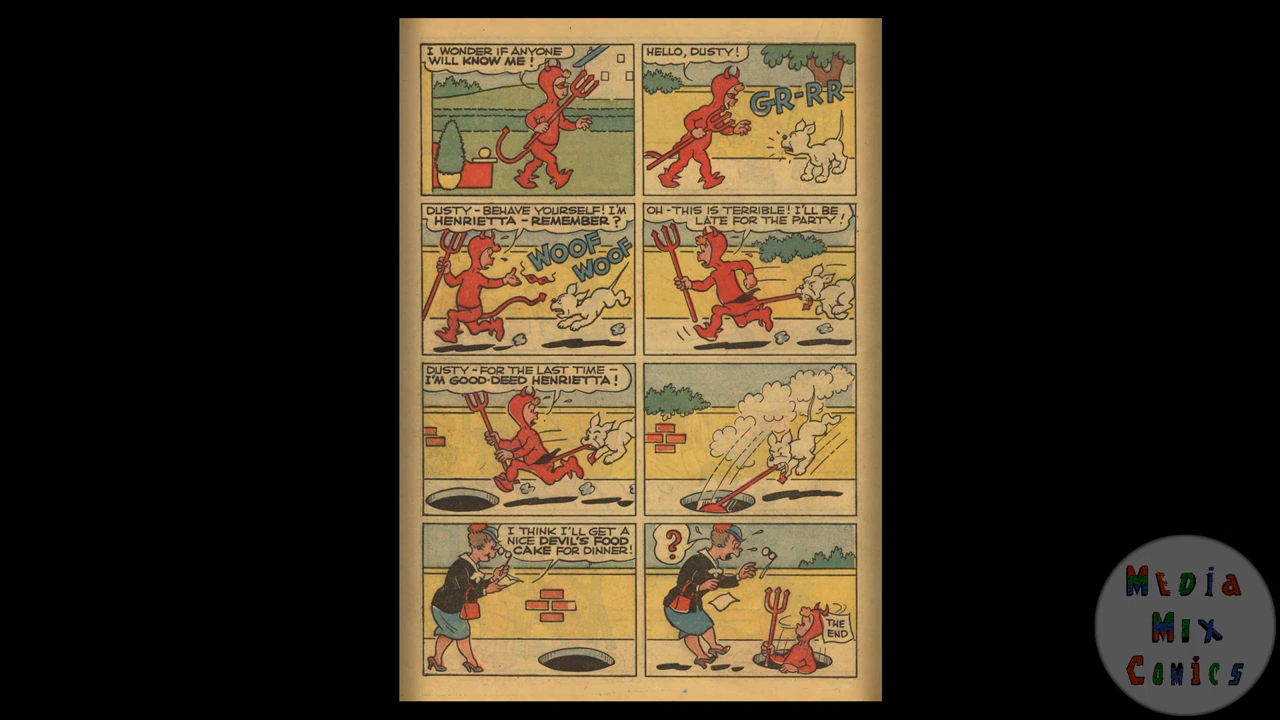 I WONDER IF ANYONE
WILL KNOW ME!
HELLO, DUSTY!
GR-RR
DUSTY - BEHAVE YOURSELF! I'M
HENRIETTA - REMEMBER?
WOOF
WOOF
OH - THIS IS TERRIBLE! I'LL BE
LATE FOR THE PARTY!
DUSTY - FOR THE LAST TIME -
I'M GOOD-DEED HENRIETTA!
I THINK I'LL GET A
NICE DEVIL'S FOOD
CAKE FOR DINNER!
?
THE
END
MEDIA
MIX
COMICS